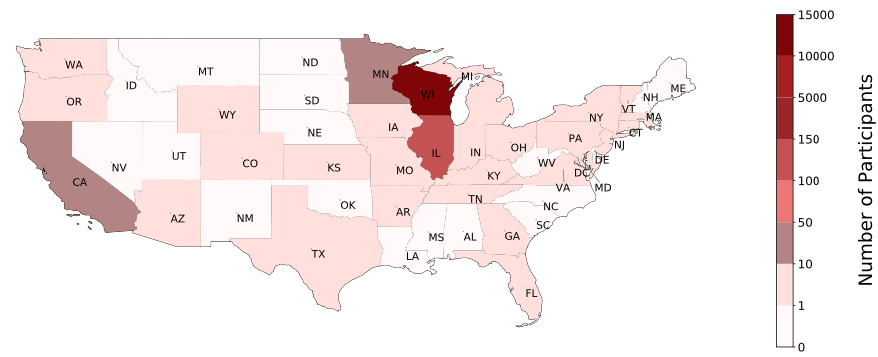 WA
MT
ND
MN
MI
ME
ID
OR
SD
WI
NH
VT
WY
NY
MA
NE
IA
CT
PA
NJ
OH
IN
IL
NV
UT
CO
KS
MO
KY
WV
DE
DC
VA
MD
CA
TN
NC
AZ
NM
OK
AR
SC
MS
AL
GA
TX
LA
FL
15000
10000
5000
150
100
50
10
1
0
Number of Participants